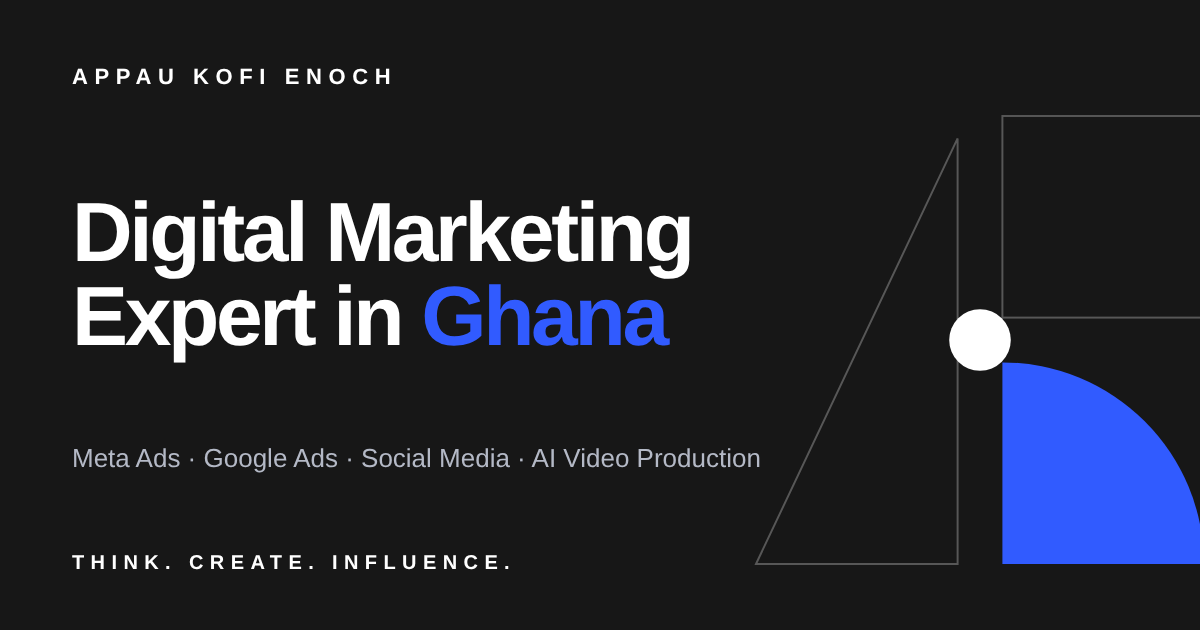 APPAU KOFI ENOCH
Digital Marketing
Expert in Ghana
Meta Ads · Google Ads · Social Media · AI Video Production
THINK. CREATE. INFLUENCE.